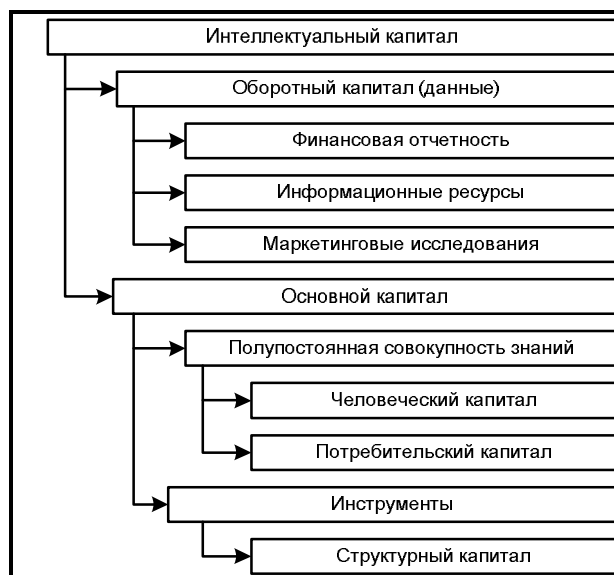 Интеллектуальный капитал
Оборотный капитал (данные)
Финансовая отчетность
Информационные ресурсы
Маркетинговые исследования
Основной капитал
Полупостоянная совокупность знаний
Человеческий капитал
Потребительский капитал
Инструменты
Структурный капитал